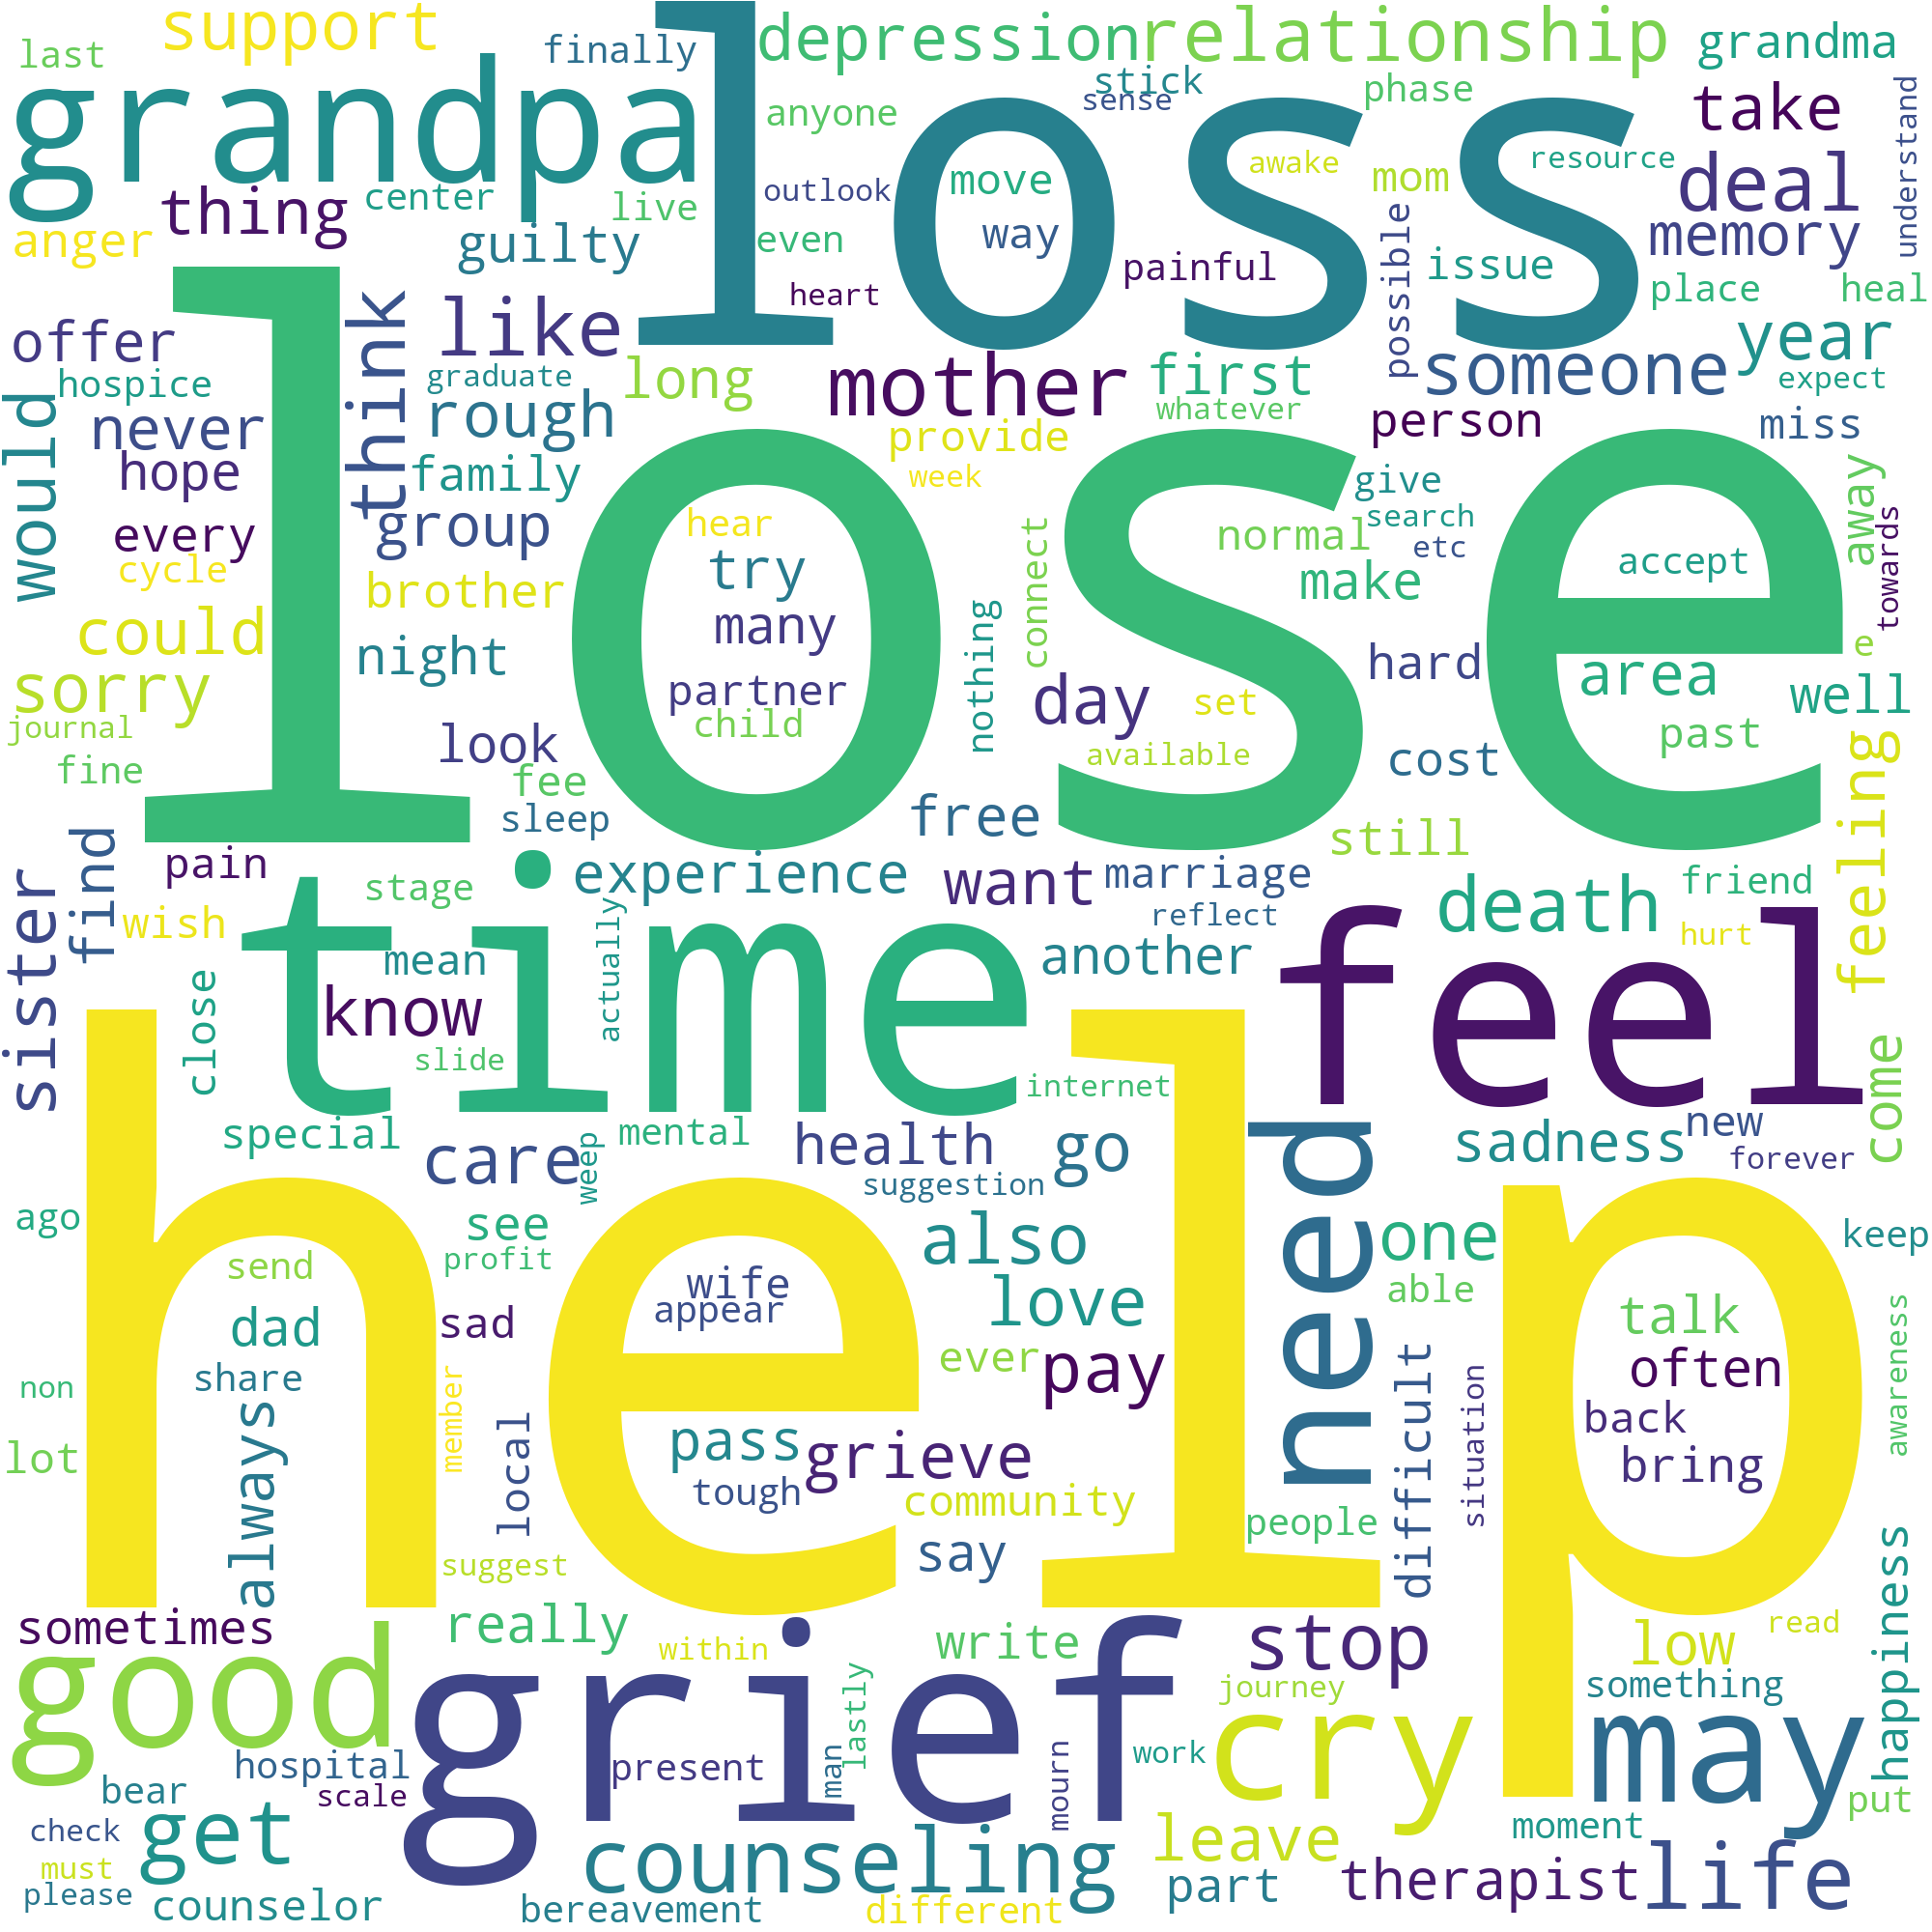 loss
depression
relationship
support
finally
last
grandma
grandpa
stick
sense
phase
anyone
take
understand
resource
awake
deal
thing
center
live
outlook
move
mom
way
even
guilty
anger
memory
possible
painful
issue
heart
place
heal
like
think
offer
year
hospice
graduate
long
mother
first
someone
expect
would
never
rough
whatever
person
miss
provide
hope
family
week
give
away
every
group
hear
normal
search
etc
accept
towards
cycle
brother
try
connect
make
lose
many
nothing
could
night
hard
e
sorry
partner
day
set
area
well
journal
child
look
available
cost
past
fine
fee
feeling
sleep
free
still
find
sister
pain
stage
experience
want
marriage
death
friend
wish
reflect
hurt
mean
actually
another
time
feel
close
know
slide
internet
come
special
care
weep
mental
health
go
need
sadness
new
forever
suggestion
ago
see
also
one
keep
send
profit
wife
love
able
appear
dad
sad
talk
awareness
ever
pay
often
share
non
help
member
difficult
situation
back
always
lot
local
pass
grieve
bring
tough
community
people
say
suggest
happiness
sometimes
really
within
write
stop
low
read
good
grief
lastly
journey
something
cry
may
hospital
present
man
mourn
work
bear
scale
put
check
get
counseling
leave
moment
must
life
please
counselor
bereavement
different
part
therapist